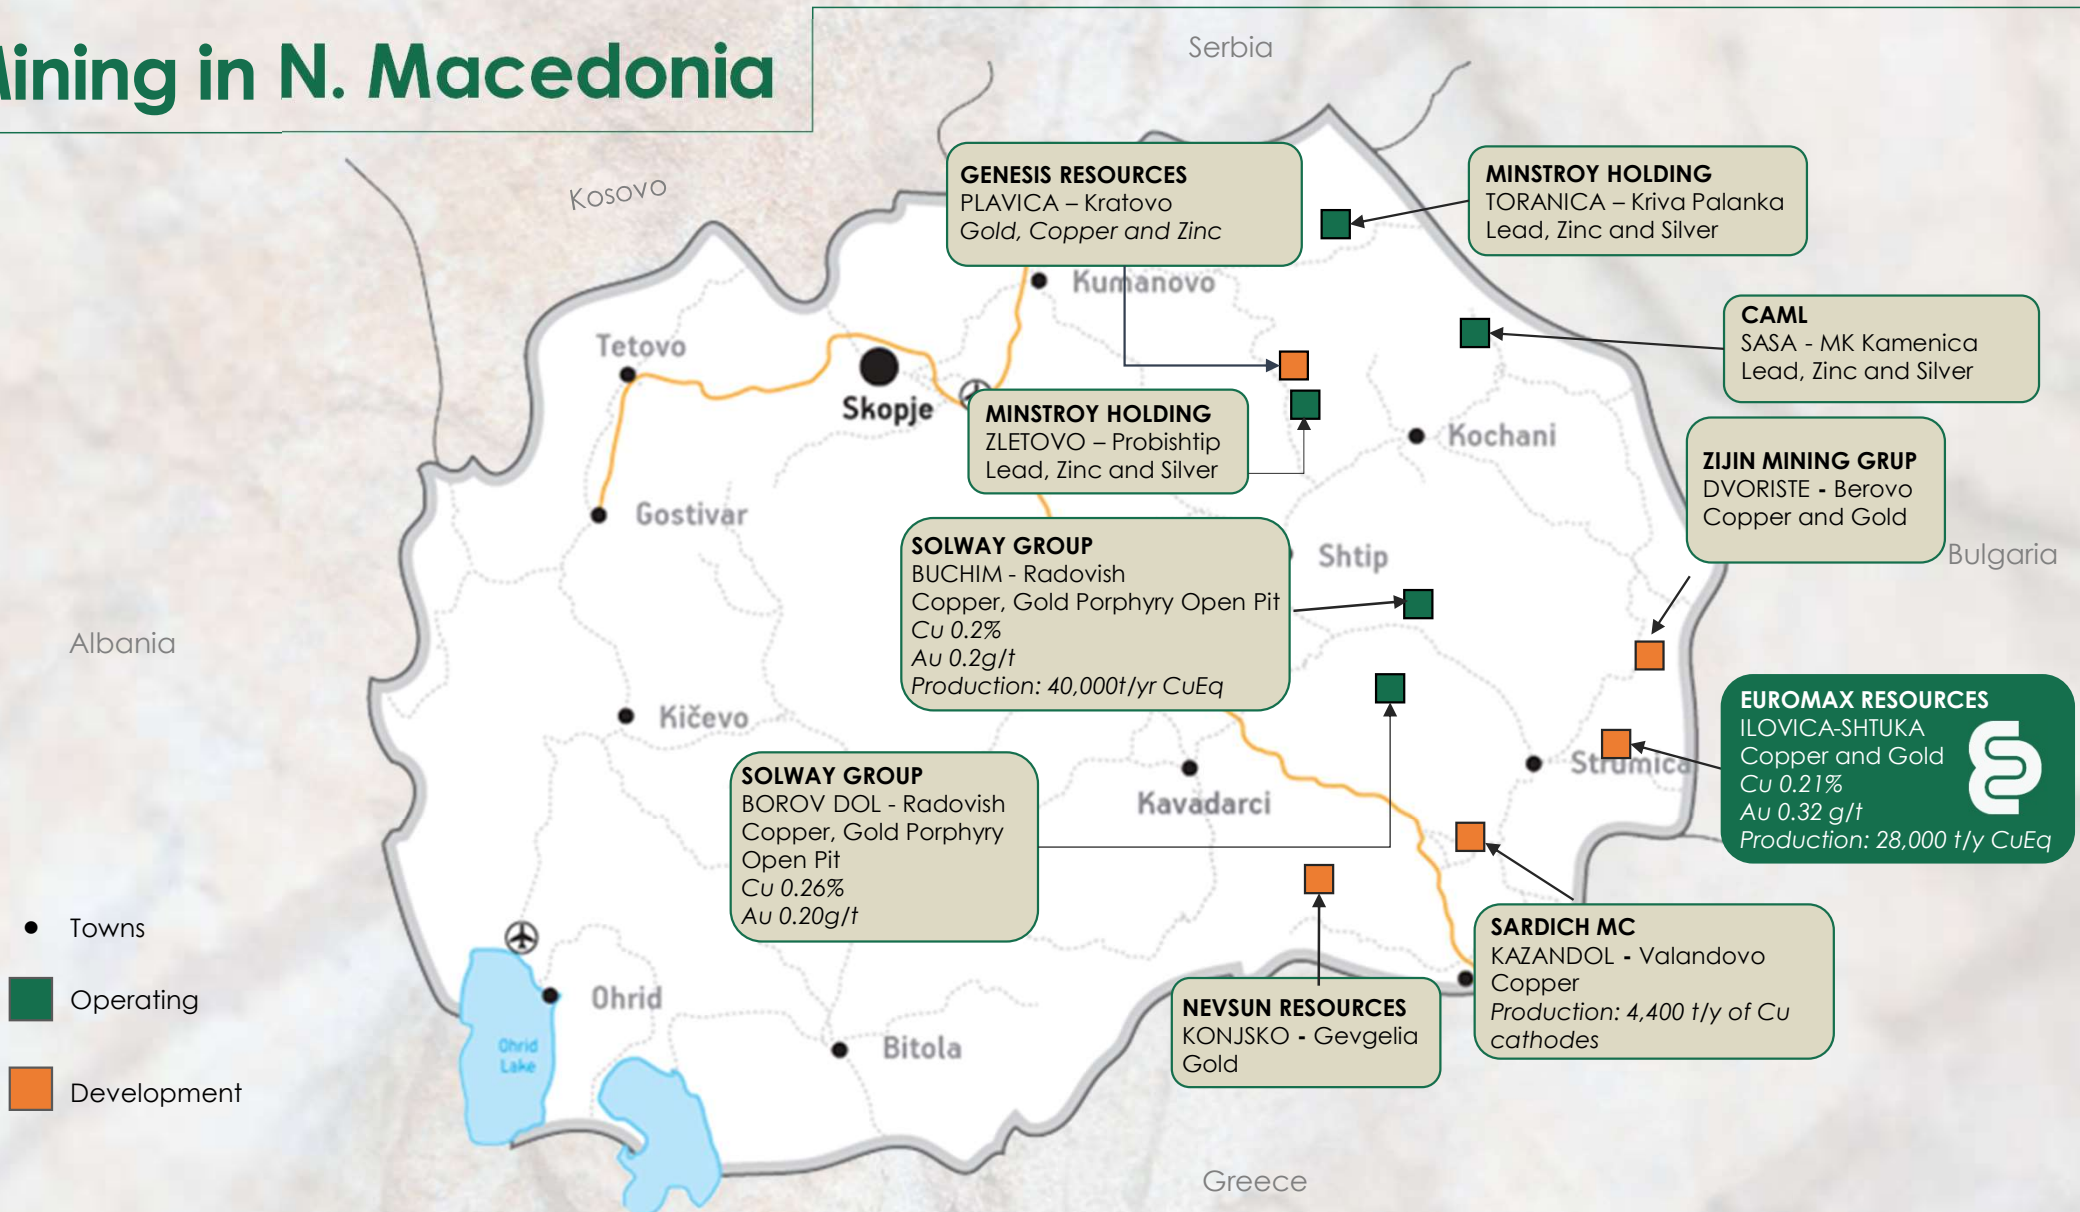 Mining in N. Macedonia
Serbia
Kosovo
GENESIS RESOURCES
PLAVICA – Kratovo
Gold, Copper and Zinc
MINSTROY HOLDING
TORANICA – Kriva Palanka
Lead, Zinc and Silver
Kumanovo
CAML
SASA - MK Kamenica
Lead, Zinc and Silver
Tetovo
Skopje
MINSTROY HOLDING
ZLETOVO – Probishtip
Lead, Zinc and Silver
Kochani
ZIJIN MINING GRUP
DVORISTE - Berovo
Copper and Gold
Gostivar
SOLWAY GROUP
BUCHIM - Radovish
Copper, Gold Porphyry Open Pit
Cu 0.2%
Au 0.2g/t
Production: 40,000t/yr CuEq
Shtip
Bulgaria
Albania
Kičevo
EUROMAX RESOURCES
ILOVICA-SHTUKA
Copper and Gold
Cu 0.21%
Au 0.32 g/t
Production: 28,000 t/y CuEq
Strumica
SOLWAY GROUP
BOROV DOL - Radovish
Copper, Gold Porphyry
Open Pit
Cu 0.26%
Au 0.20g/t
Kavadarci
SARDICH MC
KAZANDOL - Valandovo
Copper
Production: 4,400 t/y of Cu
cathodes
NEVSUN RESOURCES
KONJSKO - Gevgelia
Gold
Towns
Operating
Development
Ohrid
Ohrid
Lake
Bitola
Greece